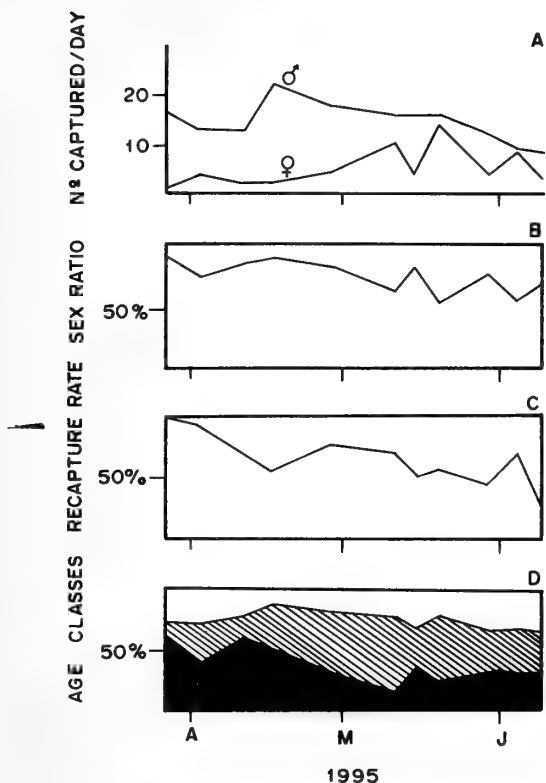 A
Nº CAPTURED/DAY
20
10
♂
♀
B
SEX RATIO
50%
C
RECAPTURE RATE
50%
D
AGE CLASSES
50%
A M J
1995